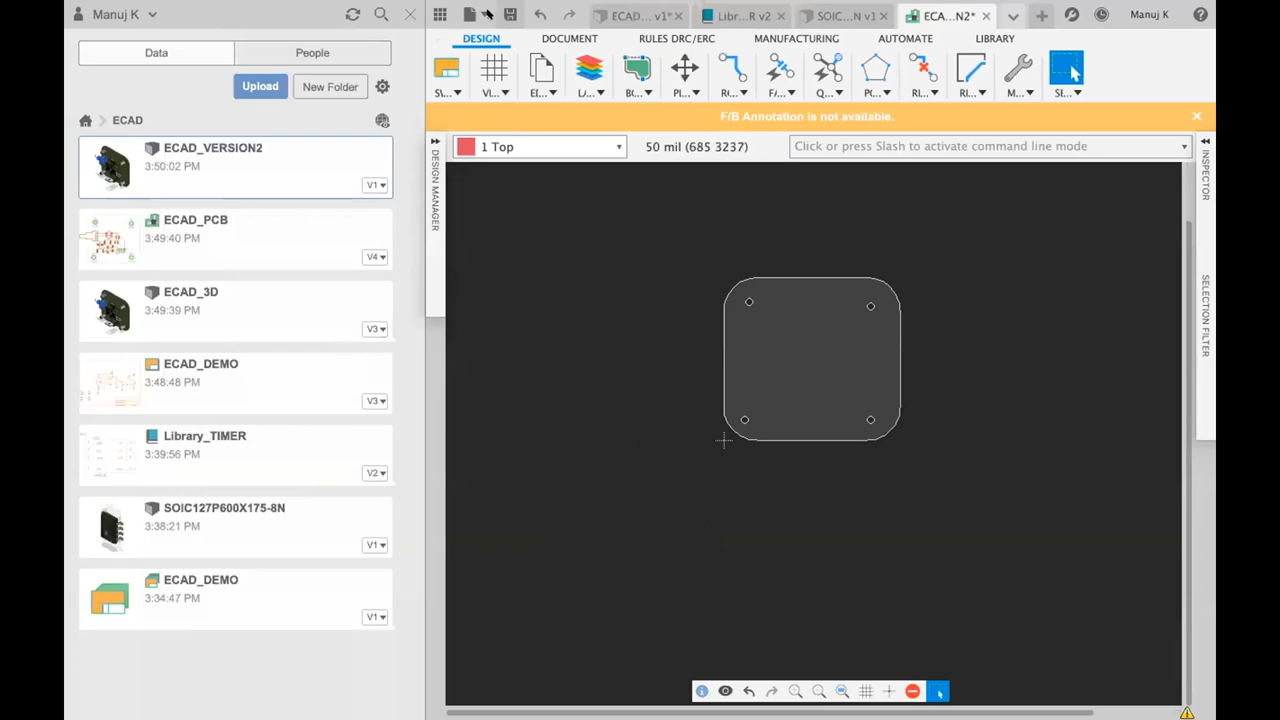 Manuj K
ECAD... v1*
Libr...R v2
SOIC...N v1
ECA...N2*
Manuj K
Data
People
DESIGN
DOCUMENT
RULES DRC/ERC
MANUFACTURING
AUTOMATE
LIBRARY
Upload
New Folder
VI...
EI...
F/...
Q...
M...
F/B Annotation is not available.
ECAD
1 Top
50 mil (685 3237)
Click or press Slash to activate command line mode
ECAD_VERSION2
3:50:02 PM
V1
ECAD_PCB
3:49:40 PM
V4
ECAD_3D
3:49:39 PM
V3
ECAD_DEMO
3:48:48 PM
V3
Library_TIMER
3:39:56 PM
V2
SOIC127P600X175-8N
3:38:21 PM
V1
ECAD_DEMO
3:34:47 PM
V1
DESIGN MANAGER
INSPECTOR
SELECTION FILTER